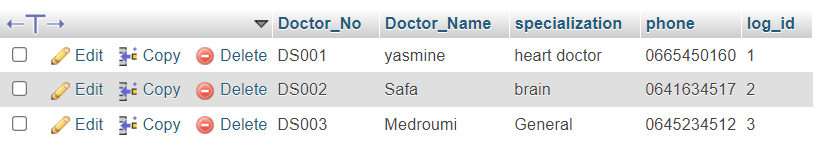 Doctor_No Doctor_Name specialization phone log_id
Edit Copy Delete DS001 yasmine heart doctor 0665450160 1
Edit Copy Delete DS002 Safa brain 0641634517 2
Edit Copy Delete DS003 Medroumi General 0645234512 3